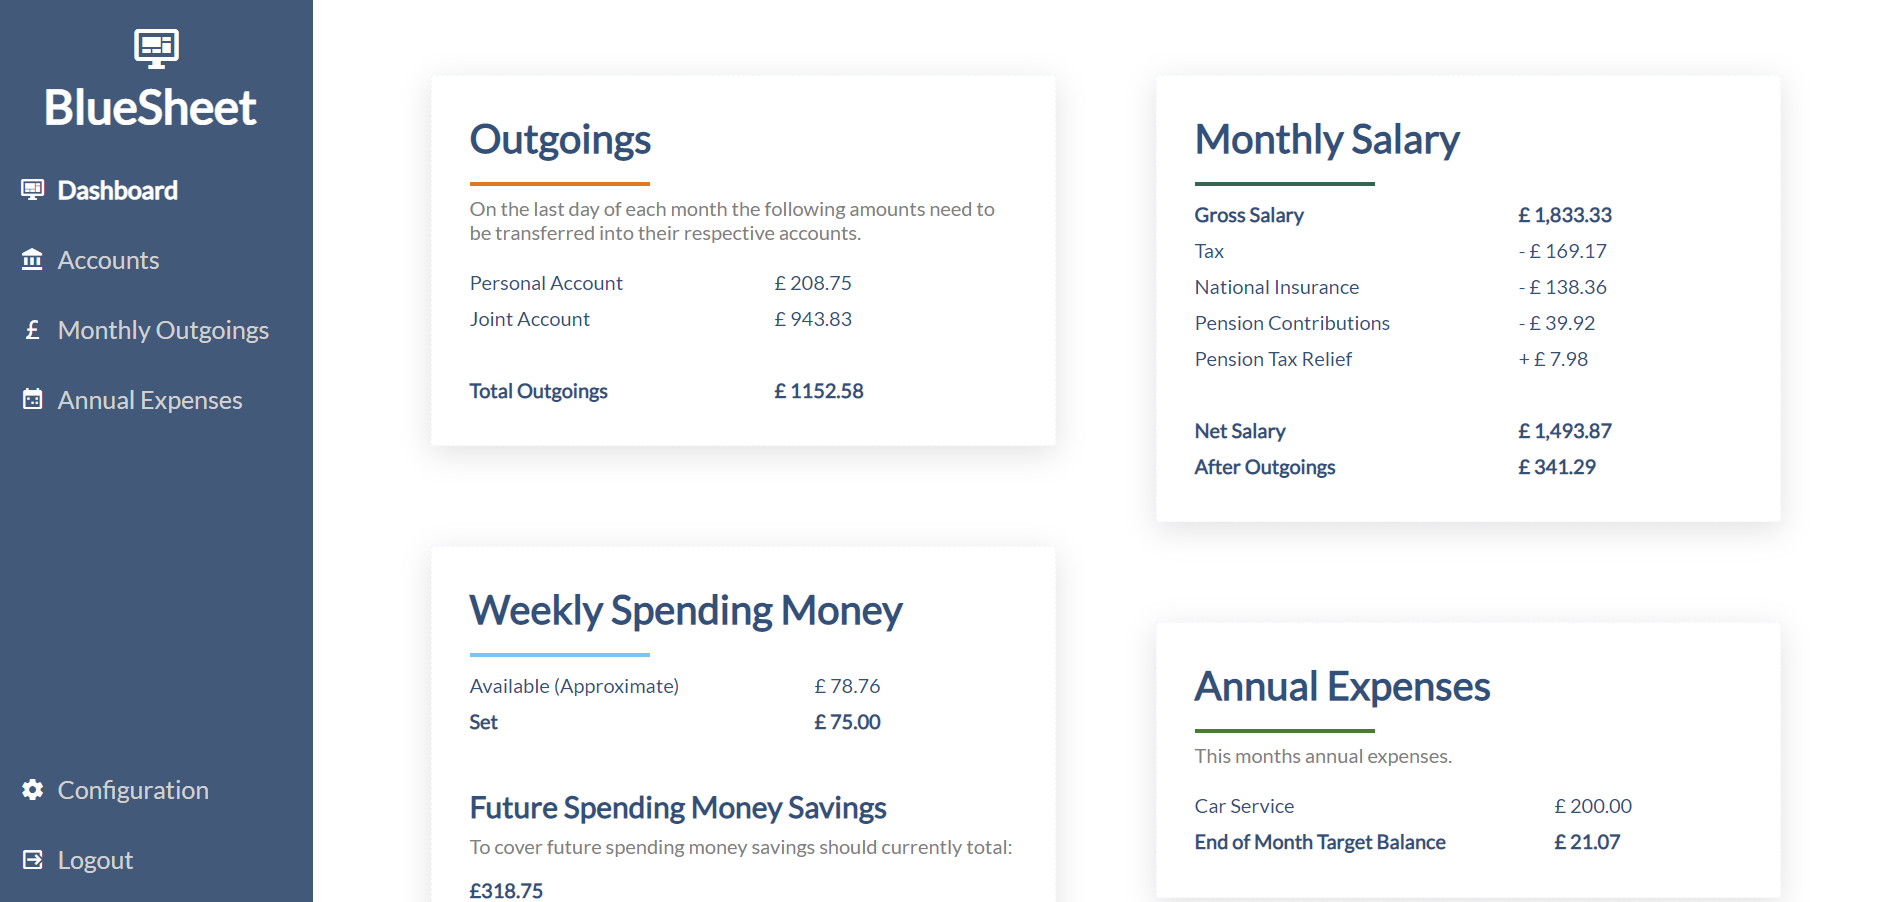 BlueSheet
Dashboard
Accounts
£ Monthly Outgoings
Annual Expenses
Configuration
Logout
Outgoings
On the last day of each month the following amounts need to
be transferred into their respective accounts.
Personal Account £ 208.75
Joint Account £ 943.83
Total Outgoings £ 1152.58
Monthly Salary
Gross Salary £ 1,833.33
Tax - £ 169.17
National Insurance - £ 138.36
Pension Contributions - £ 39.92
Pension Tax Relief + £ 7.98
Net Salary £ 1,493.87
After Outgoings £ 341.29
Weekly Spending Money
Available (Approximate) £ 78.76
Set £ 75.00
Future Spending Money Savings
To cover future spending money savings should currently total:
£318.75
Annual Expenses
This months annual expenses.
Car Service £ 200.00
End of Month Target Balance £ 21.07